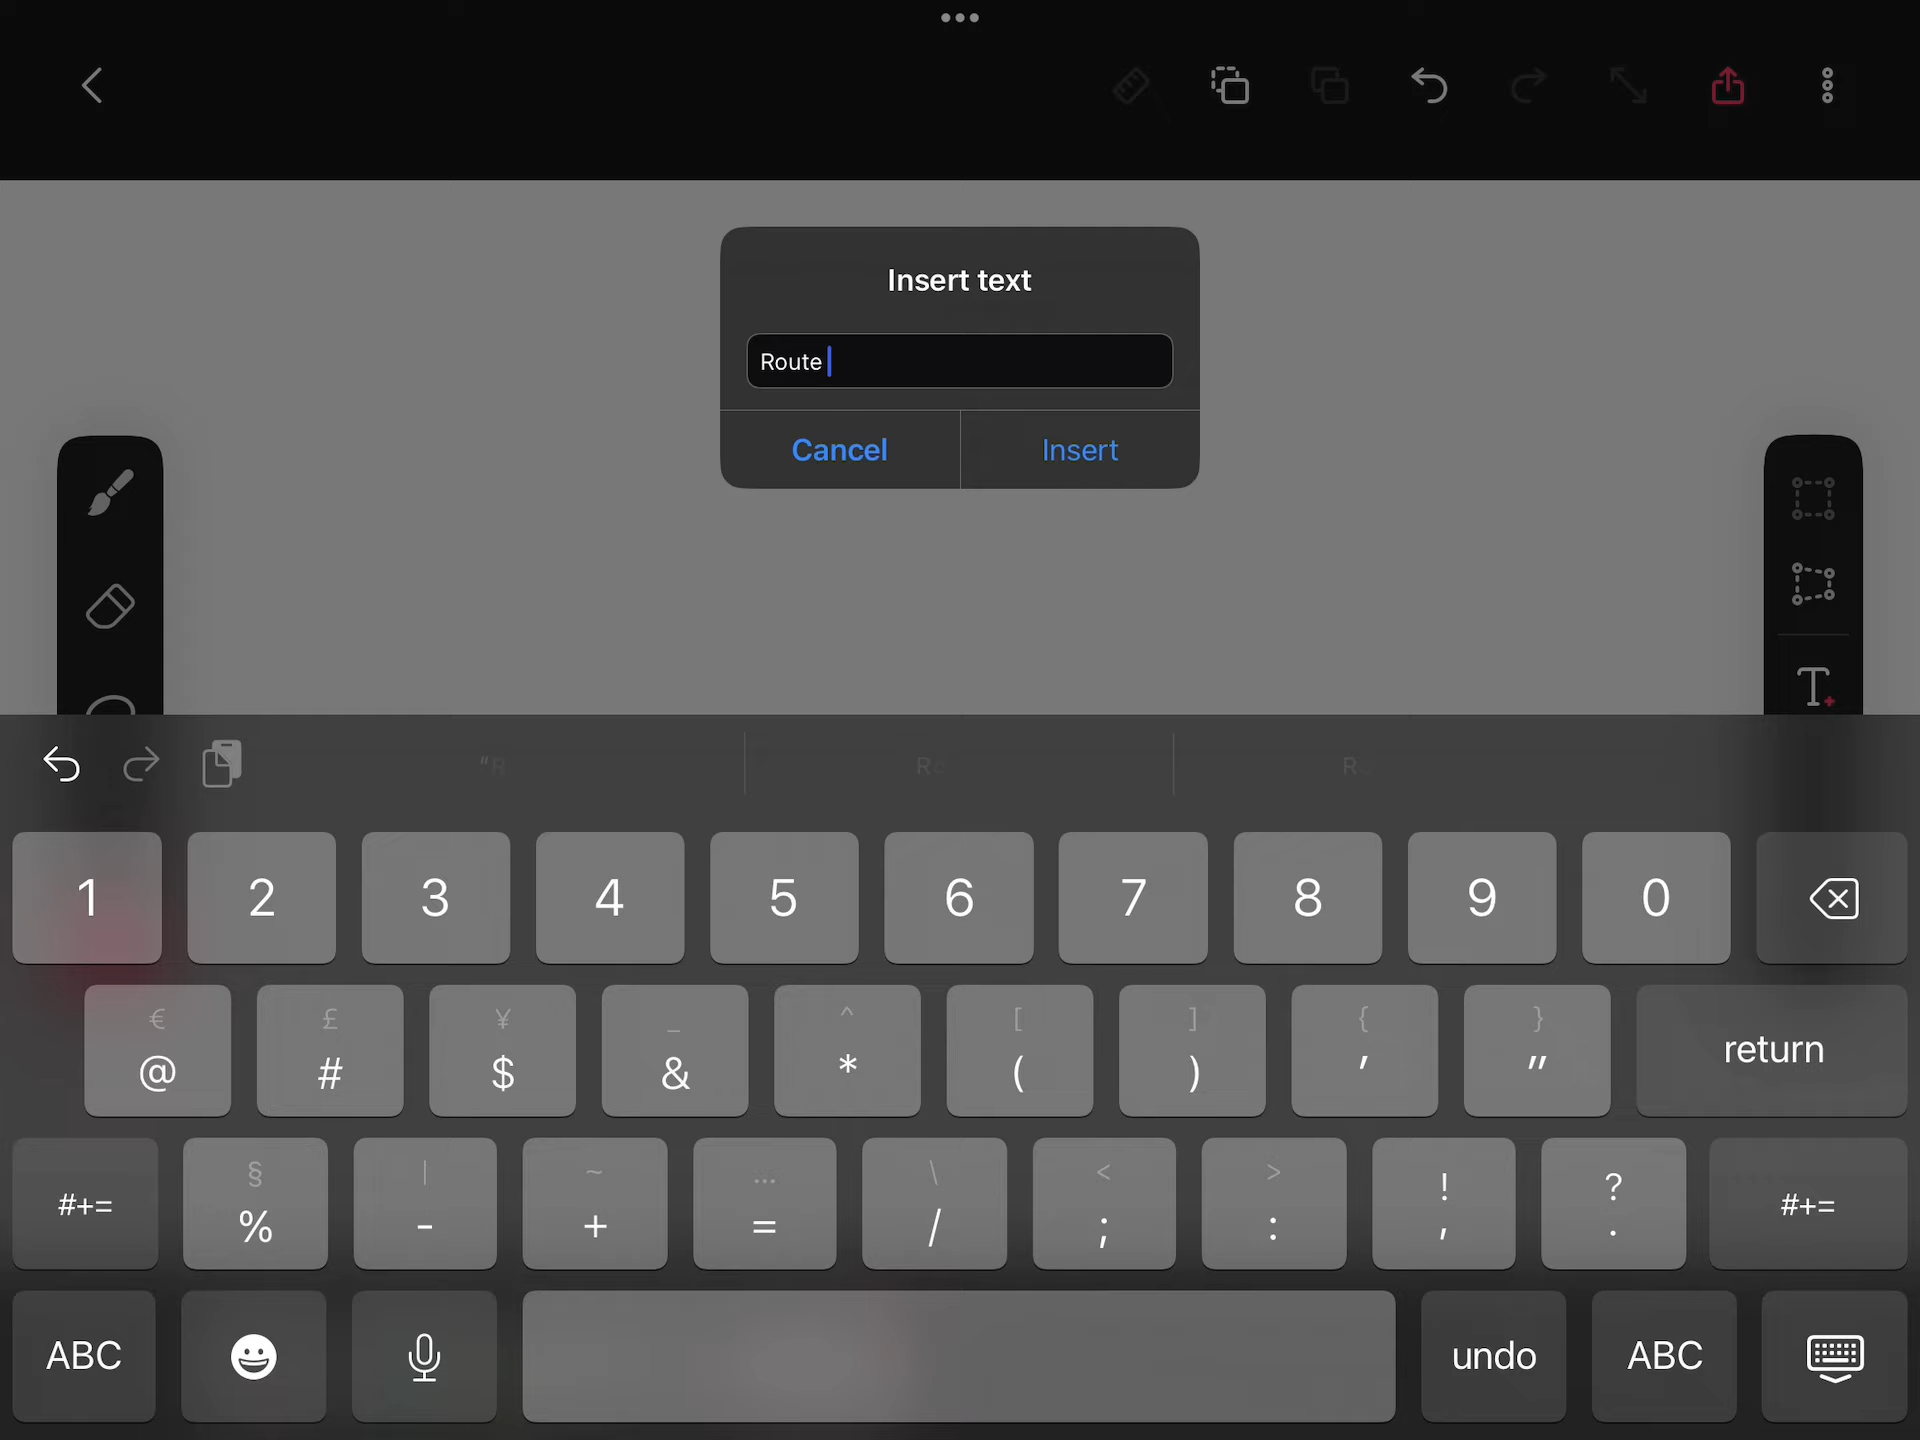 Insert text
Route
Cancel Insert
"R Ro R
1 2 3 4 5 6 7 8 9 0
€ £ ¥ _ ^ [ ] { }
@ # $ & * ( ) ' " return
§ | ~ … \ < > ! ?
#+= % - + = / ; : , . #+=
ABC undo ABC